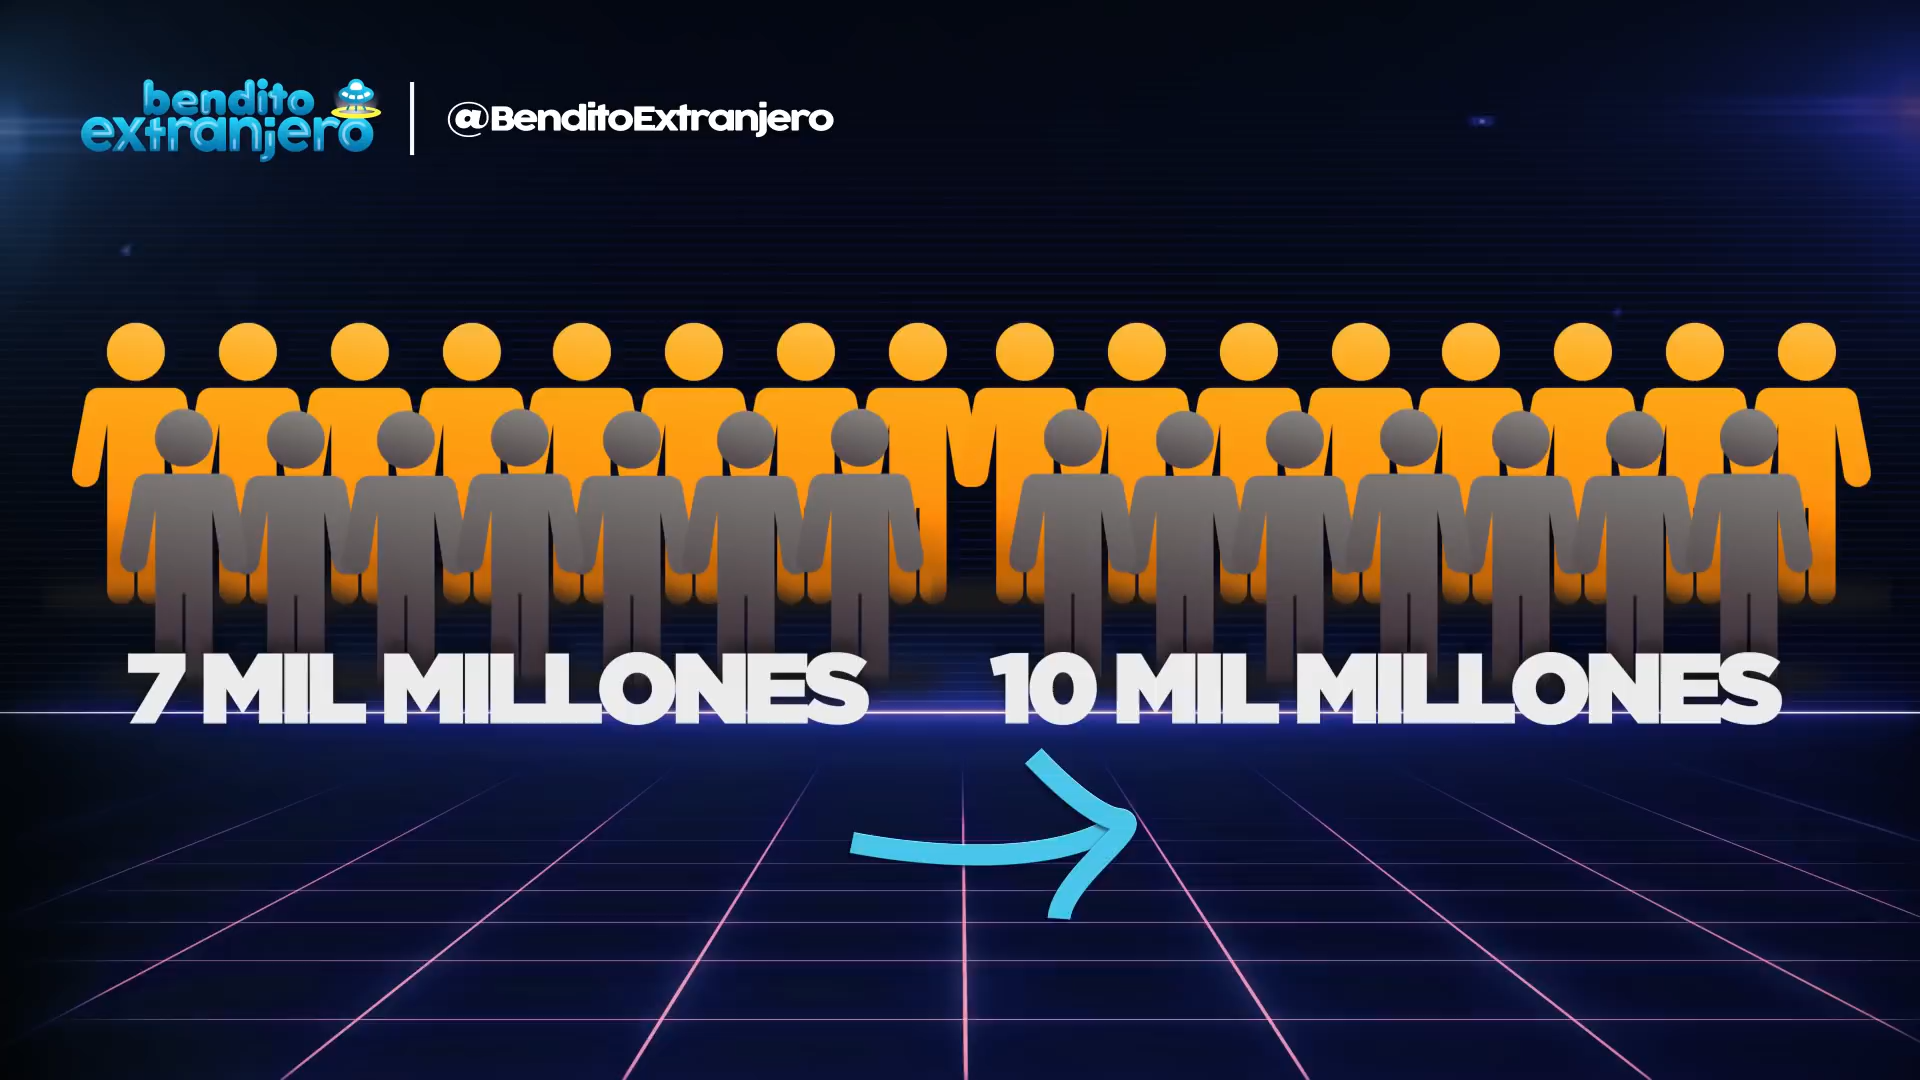 bendito
extranjero
@BenditoExtranjero
7 MIL MILLONES
10 MIL MILLONES